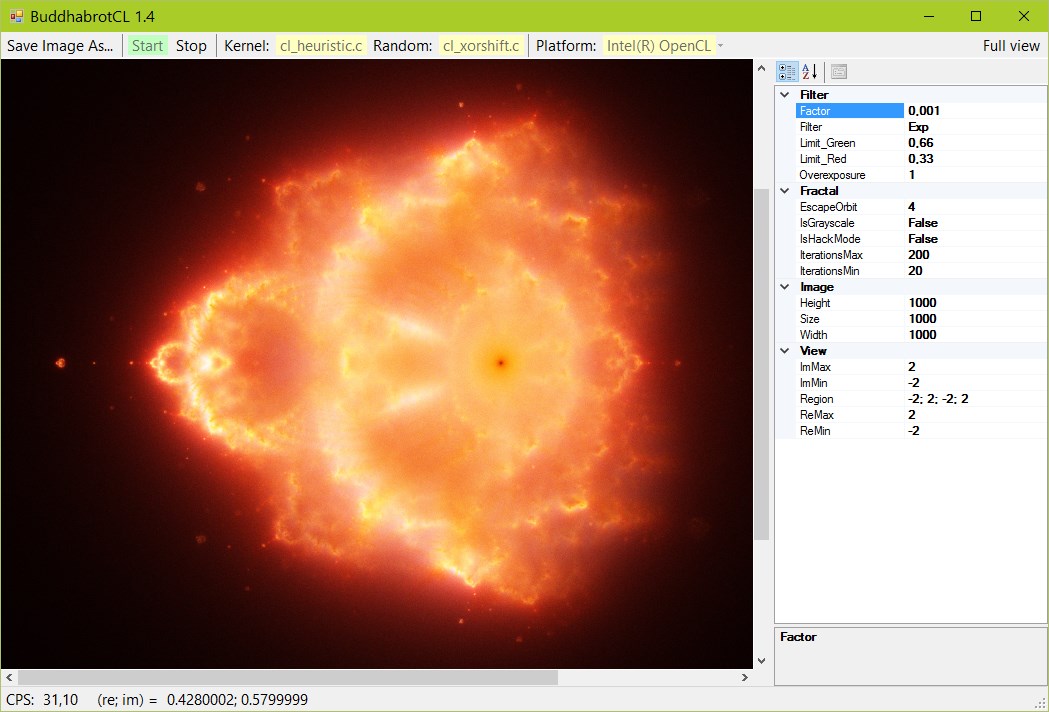 BuddhabrotCL 1.4
Save Image As... Start Stop Kernel: cl_heuristic.c Random: cl_xorshift.c Platform: Intel(R) OpenCL Full view
Filter
Factor 0,001
Filter Exp
Limit_Green 0,66
Limit_Red 0,33
Overexposure 1
Fractal
EscapeOrbit 4
IsGrayscale False
IsHackMode False
IterationsMax 200
IterationsMin 20
Image
Height 1000
Size 1000
Width 1000
View
ImMax 2
ImMin -2
Region -2; 2; -2; 2
ReMax 2
ReMin -2
Factor
CPS: 31,10 (re; im) = 0.4280002; 0.5799999